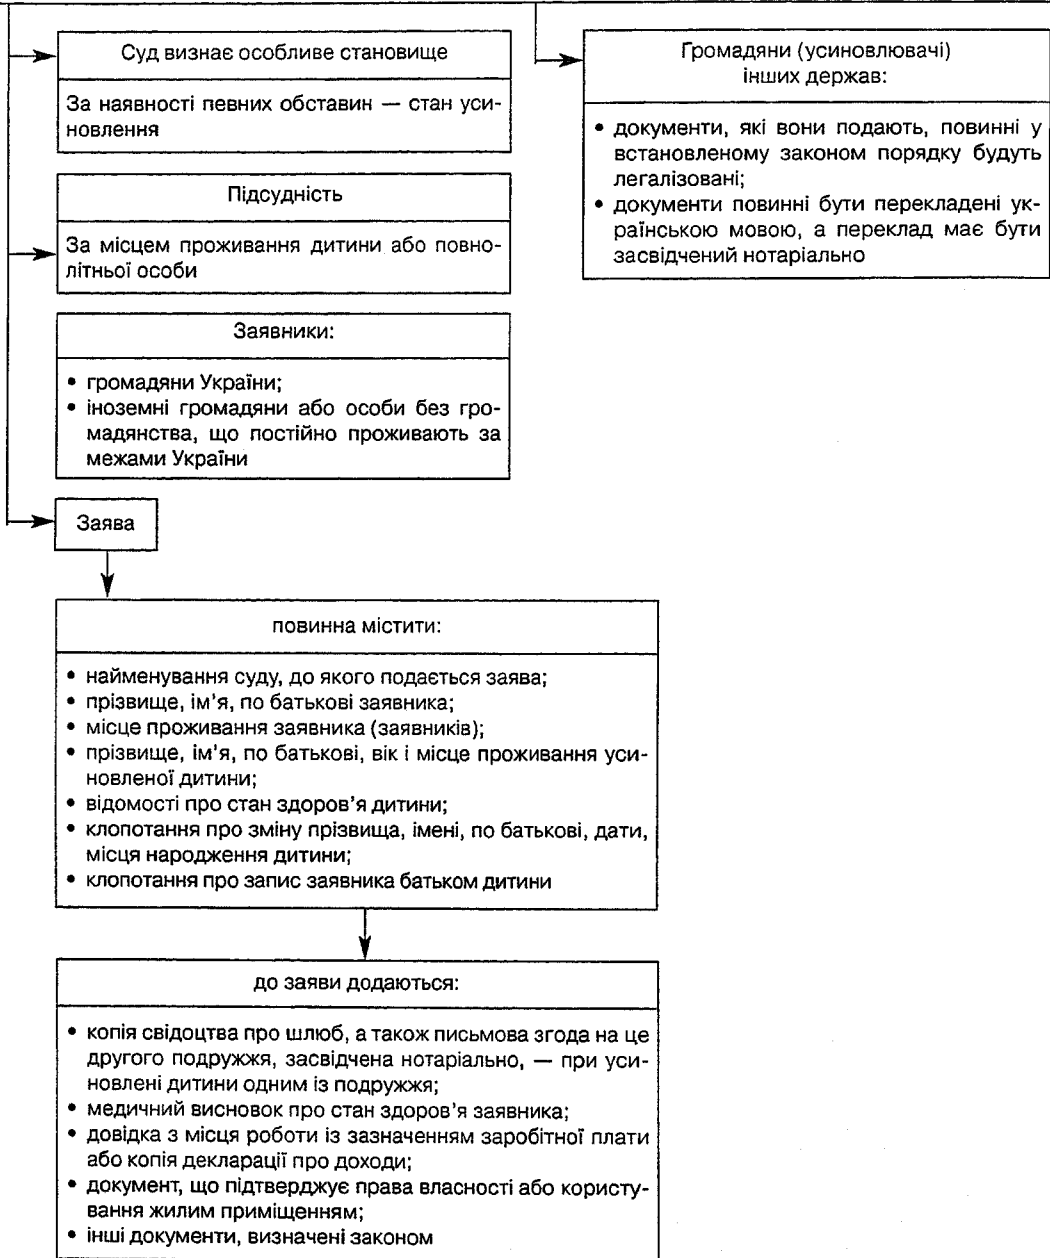 Суд визнає особливе становище
За наявності певних обставин — стан уси-
новлення
Підсудність
За місцем проживання дитини або повно-
літньої особи
Заявники:
• громадяни України;
• іноземні громадяни або особи без гро-
мадянства, що постійно проживають за
межами України
Громадяни (усиновлювачі)
інших держав:
• документи, які вони подають, повинні у
встановленому законом порядку будуть
легалізовані;
• документи повинні бути перекладені ук-
раїнською мовою, а переклад має бути
засвідчений нотаріально
Заява
повинна містити:
• найменування суду, до якого подається заява;
• прізвище, ім’я, по батькові заявника;
• місце проживання заявника (заявників);
• прізвище, ім’я, по батькові, вік і місце проживання уси-
новленої дитини;
• відомості про стан здоров’я дитини;
• клопотання про зміну прізвища, імені, по батькові, дати,
місця народження дитини;
• клопотання про запис заявника батьком дитини
до заяви додаються:
• копія свідоцтва про шлюб, а також письмова згода на це
другого подружжя, засвідчена нотаріально, — при уси-
новлені дитини одним із подружжя;
• медичний висновок про стан здоров’я заявника;
• довідка з місця роботи із зазначенням заробітної плати
або копія декларації про доходи;
• документ, що підтверджує права власності або користу-
вання жилим приміщенням;
• інші документи, визначені законом